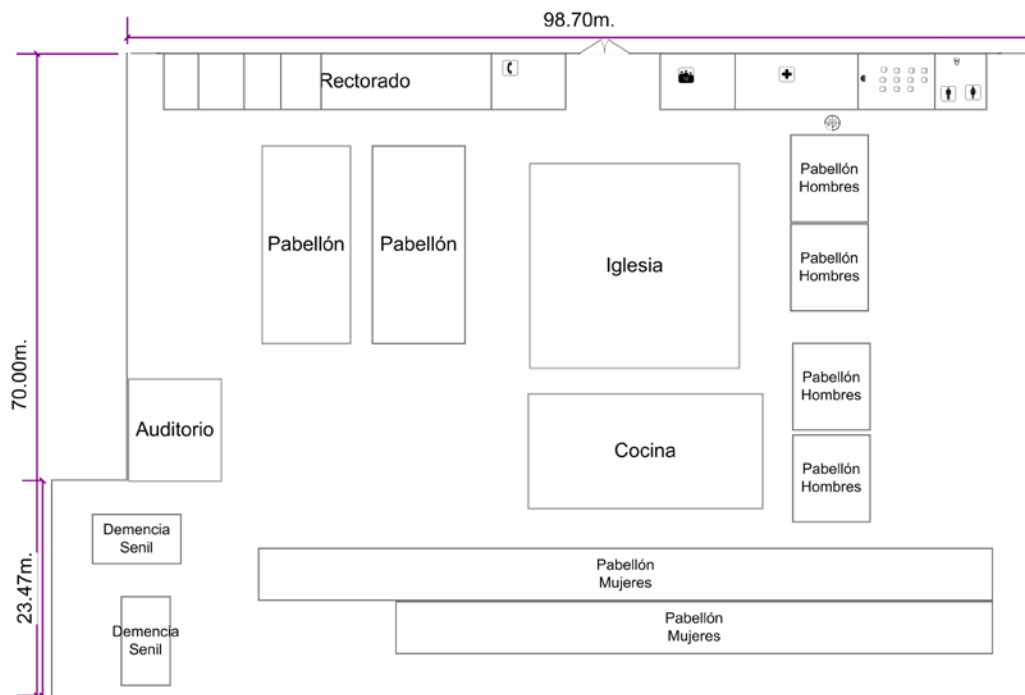 98.70m.
Rectorado
Pabellón
Hombres
Pabellón
Pabellón
Iglesia
Pabellón
Hombres
70.00m.
Pabellón
Hombres
Auditorio
Cocina
Pabellón
Hombres
Demencia
Senil
23.47m.
Pabellón
Mujeres
Demencia
Senil
Pabellón
Mujeres